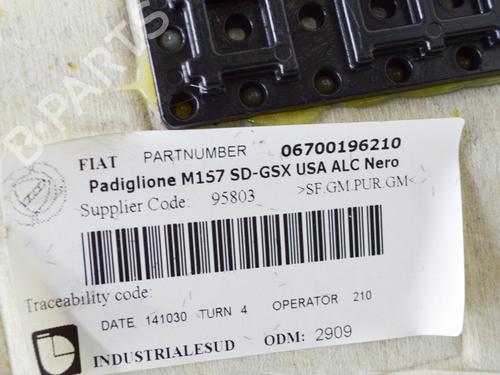 B-PARTS
FIAT PARTNUMBER 06700196210
Padiglione M157 SD-GSX USA ALC Nero
Supplier Code: 95803 >SF.GM.PUR.GM<
Traceability code:
DATE 141030 TURN 4 OPERATOR 210
INDUSTRIALESUD ODM: 2909